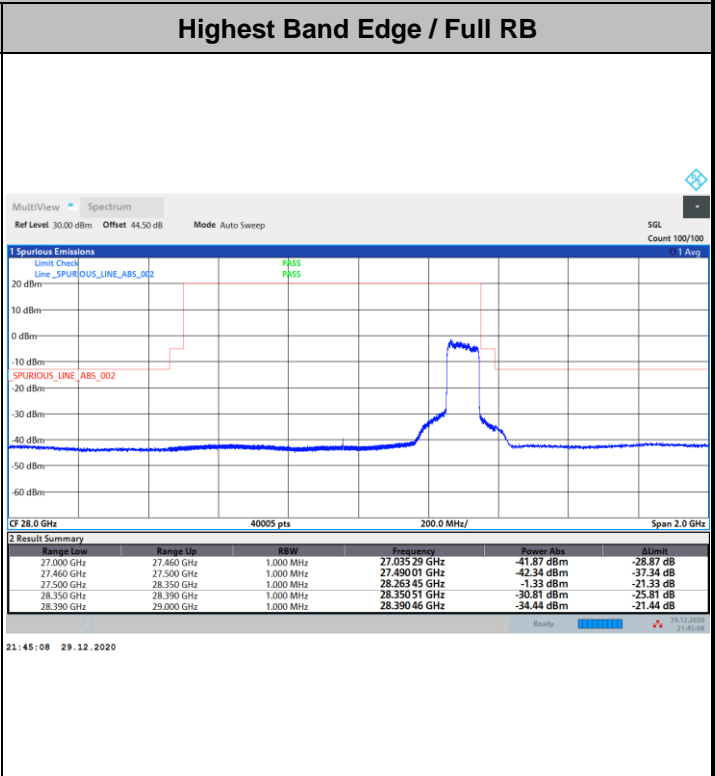 Highest Band Edge / Full RB
MultiView Spectrum
Ref Level 30.00 dBm Offset 44.50 dB Mode Auto Sweep SGL
Count 100/100
1 Spurious Emissions 1 Avg
Limit Check PASS
Line _SPURIOUS_LINE_ABS_002 PASS
20 dBm
10 dBm
0 dBm
-10 dBm
_SPURIOUS_LINE_ABS_002
-20 dBm
-30 dBm
-40 dBm
-50 dBm
-60 dBm
CF 28.0 GHz 40005 pts 200.0 MHz/ Span 2.0 GHz
2 Result Summary
Range Low Range Up RBW Frequency Power Abs ΔLimit
27.000 GHz 27.460 GHz 1.000 MHz 27.035 29 GHz -41.87 dBm -28.87 dB
27.460 GHz 27.500 GHz 1.000 MHz 27.490 01 GHz -42.34 dBm -37.34 dB
27.500 GHz 28.350 GHz 1.000 MHz 28.263 45 GHz -1.33 dBm -21.33 dB
28.350 GHz 28.390 GHz 1.000 MHz 28.350 51 GHz -30.81 dBm -25.81 dB
28.390 GHz 29.000 GHz 1.000 MHz 28.390 46 GHz -34.44 dBm -21.44 dB
Ready 29.12.2020
21:45:08
21:45:08 29.12.2020